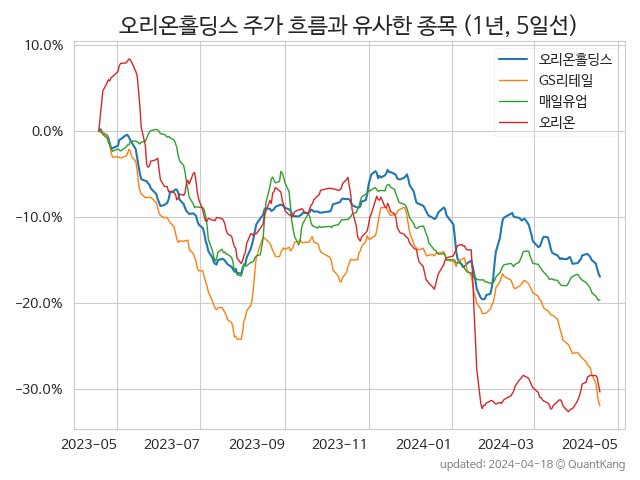 오리온홀딩스 주가 흐름과 유사한 종목 (1년, 5일선)
10.0%
0.0%
−10.0%
−20.0%
−30.0%
오리온홀딩스
GS리테일
매일유업
오리온
2023-05 2023-07 2023-09 2023-11 2024-01 2024-03 2024-05
updated: 2024-04-18 © QuantKang